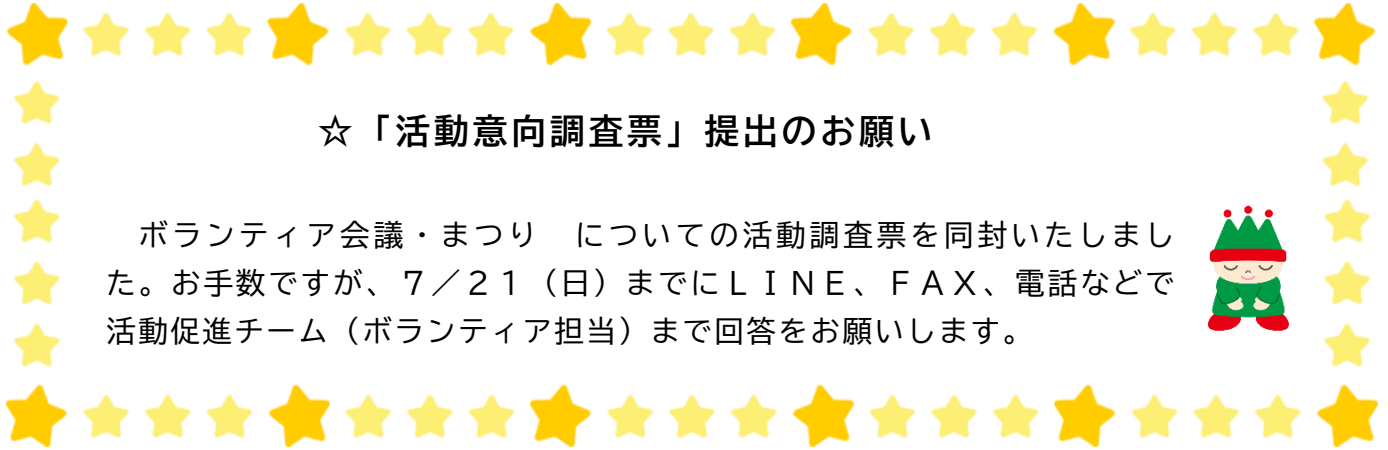 ☆「活動意向調査票」提出のお願い
　ボランティア会議・まつり　についての活動調査票を同封いたしまし
た。お手数ですが、７／２１（日）までにＬＩＮＥ、ＦＡＸ、電話などで
活動促進チーム（ボランティア担当）まで回答をお願いします。